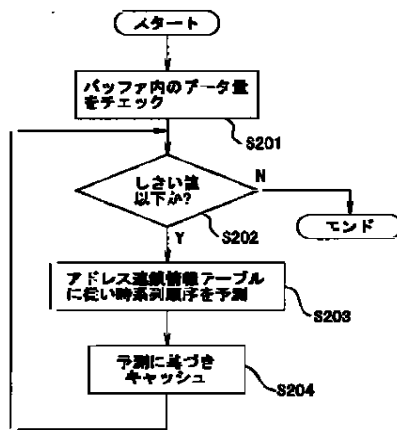 スタート
バッファ内のデータ量
をチェック
S201
しきい値
以下か?
N
S202
エンド
Y
アドレス連鎖情報テーブル
に従い時系列順序を予測
S203
予測に基づき
キャッシュ
S204